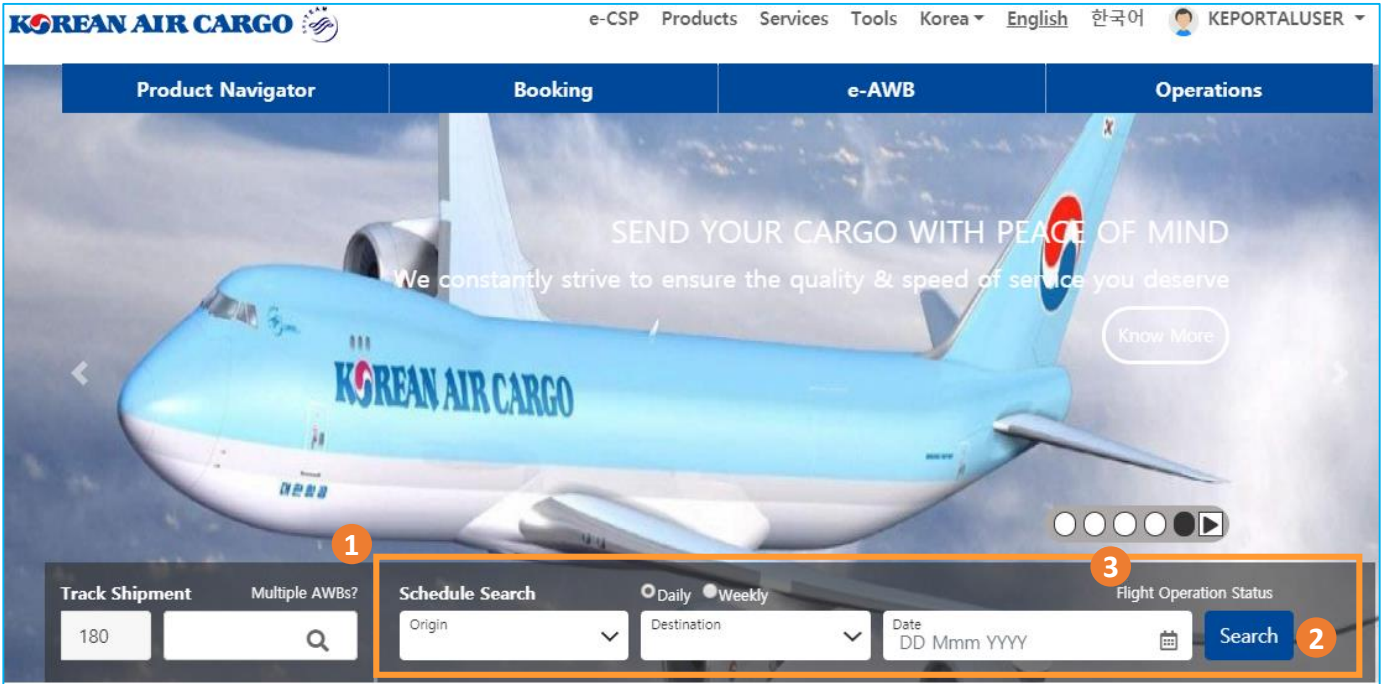 KOREAN AIR CARGO
e-CSP Products Services Tools Korea English 한국어 KEPORTALUSER
Product Navigator Booking e-AWB Operations
SEND YOUR CARGO WITH PEACE OF MIND
We constantly strive to ensure the quality & speed of service you deserve
Know More
KOREAN AIR CARGO
대한항공
1
3
Track Shipment Multiple AWBs? Schedule Search Daily Weekly Flight Operation Status
180 Origin Destination Date
DD Mmm YYYY Search 2